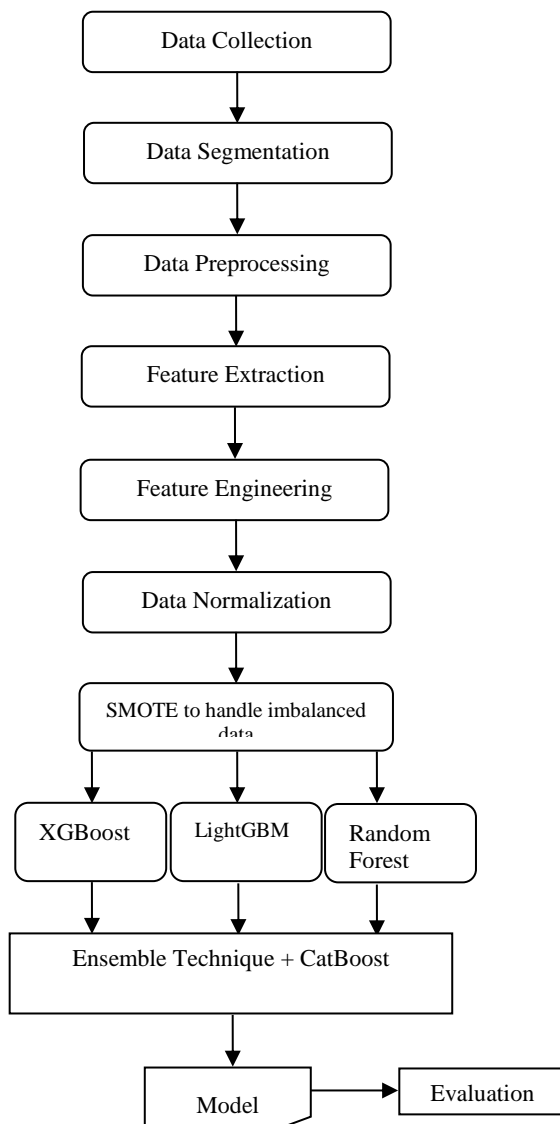 Data Collection
Data Segmentation
Data Preprocessing
Feature Extraction
Feature Engineering
Data Normalization
SMOTE to handle imbalanced
data
XGBoost
LightGBM
Random
Forest
Ensemble Technique + CatBoost
Model
Evaluation